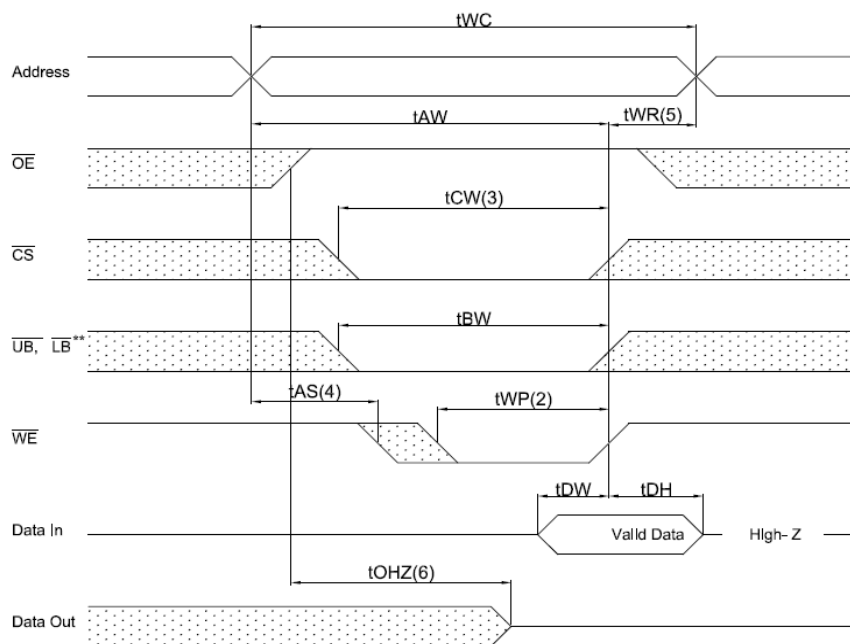 tWC
Address
tAW
tWR(5)
OE
tCW(3)
CS
tBW
UB, LB**
tAS(4)
tWP(2)
WE
tDW
tDH
Data In
Valid Data
High- Z
tOHZ(6)
Data Out